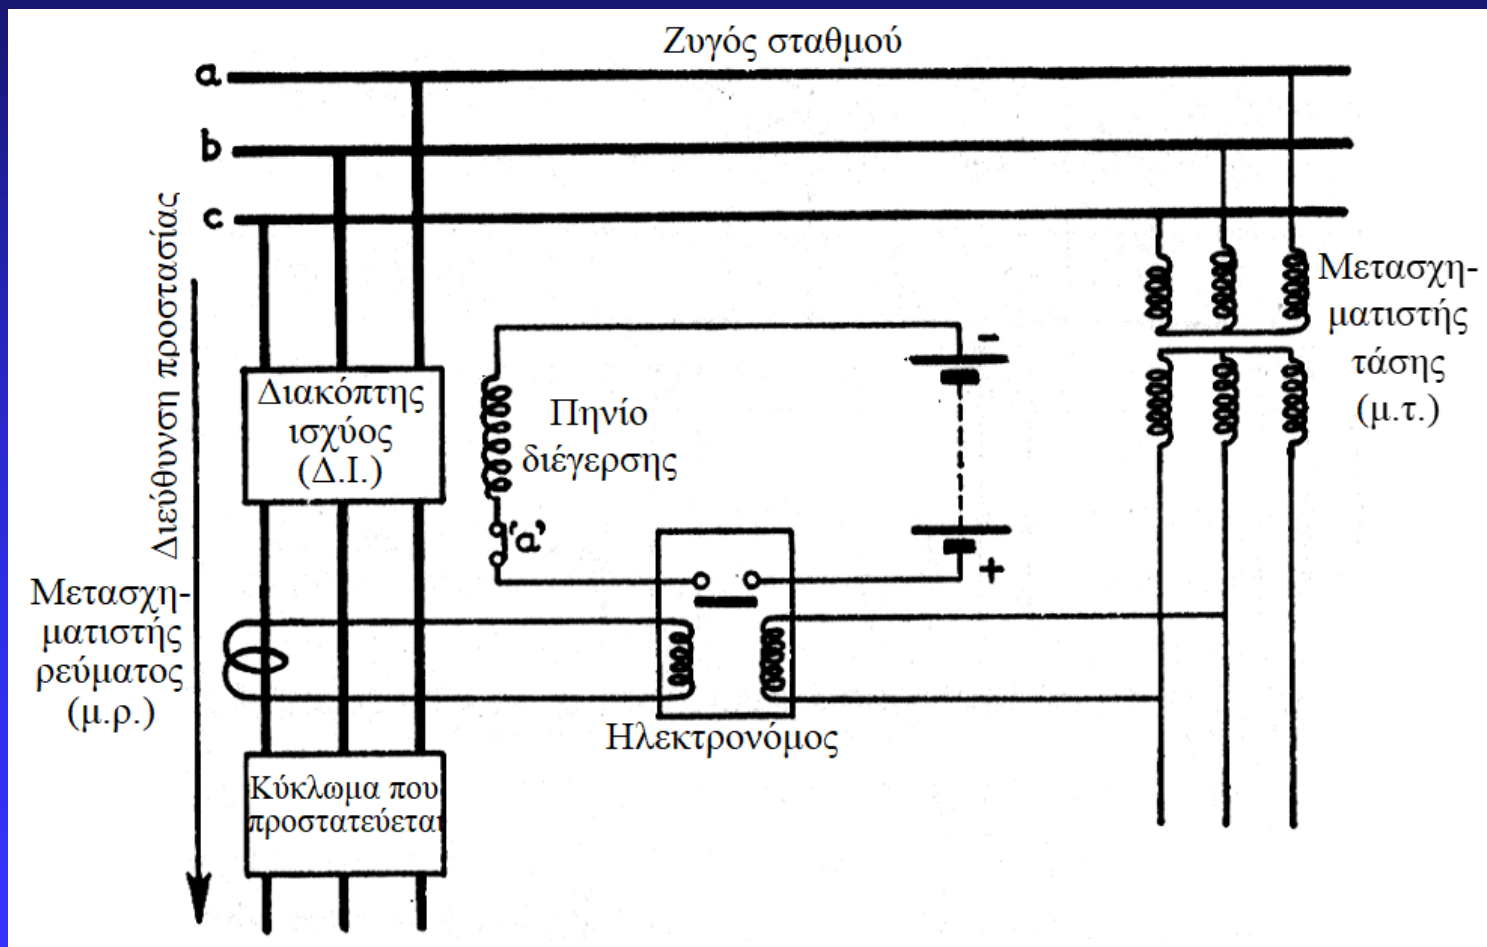 Ζυγός σταθμού
a
b
c
Διεύθυνση προστασίας
Μετασχη-
ματιστής
τάσης
(μ.τ.)
Διακόπτης
ισχύος
(Δ.Ι.)
Πηνίο
διέγερσης
-
'a'
+
Μετασχη-
ματιστής
ρεύματος
(μ.ρ.)
Ηλεκτρονόμος
Κύκλωμα που
προστατεύεται